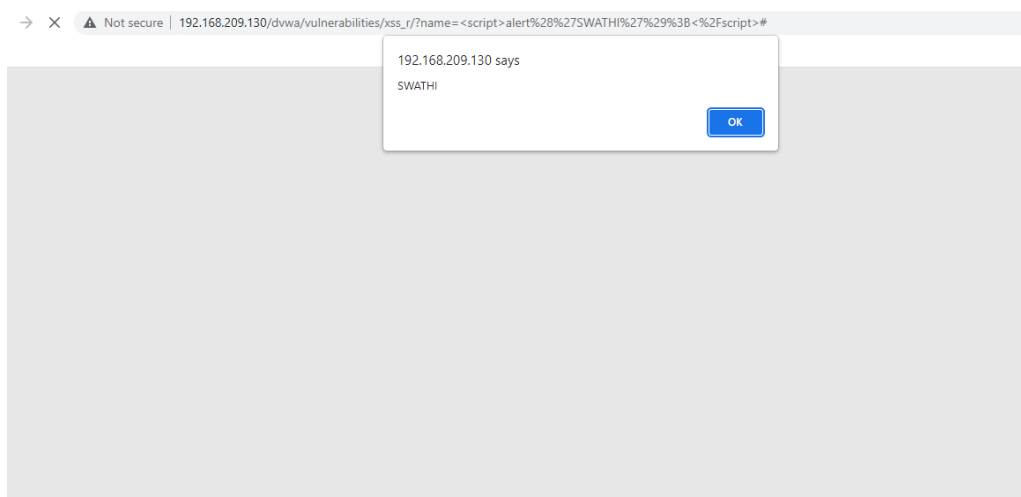 Not secure | 192.168.209.130/dvwa/vulnerabilities/xss_r/?name=<script>alert%28%27SWATHI%27%29%3B<%2Fscript>#
192.168.209.130 says
SWATHI
OK